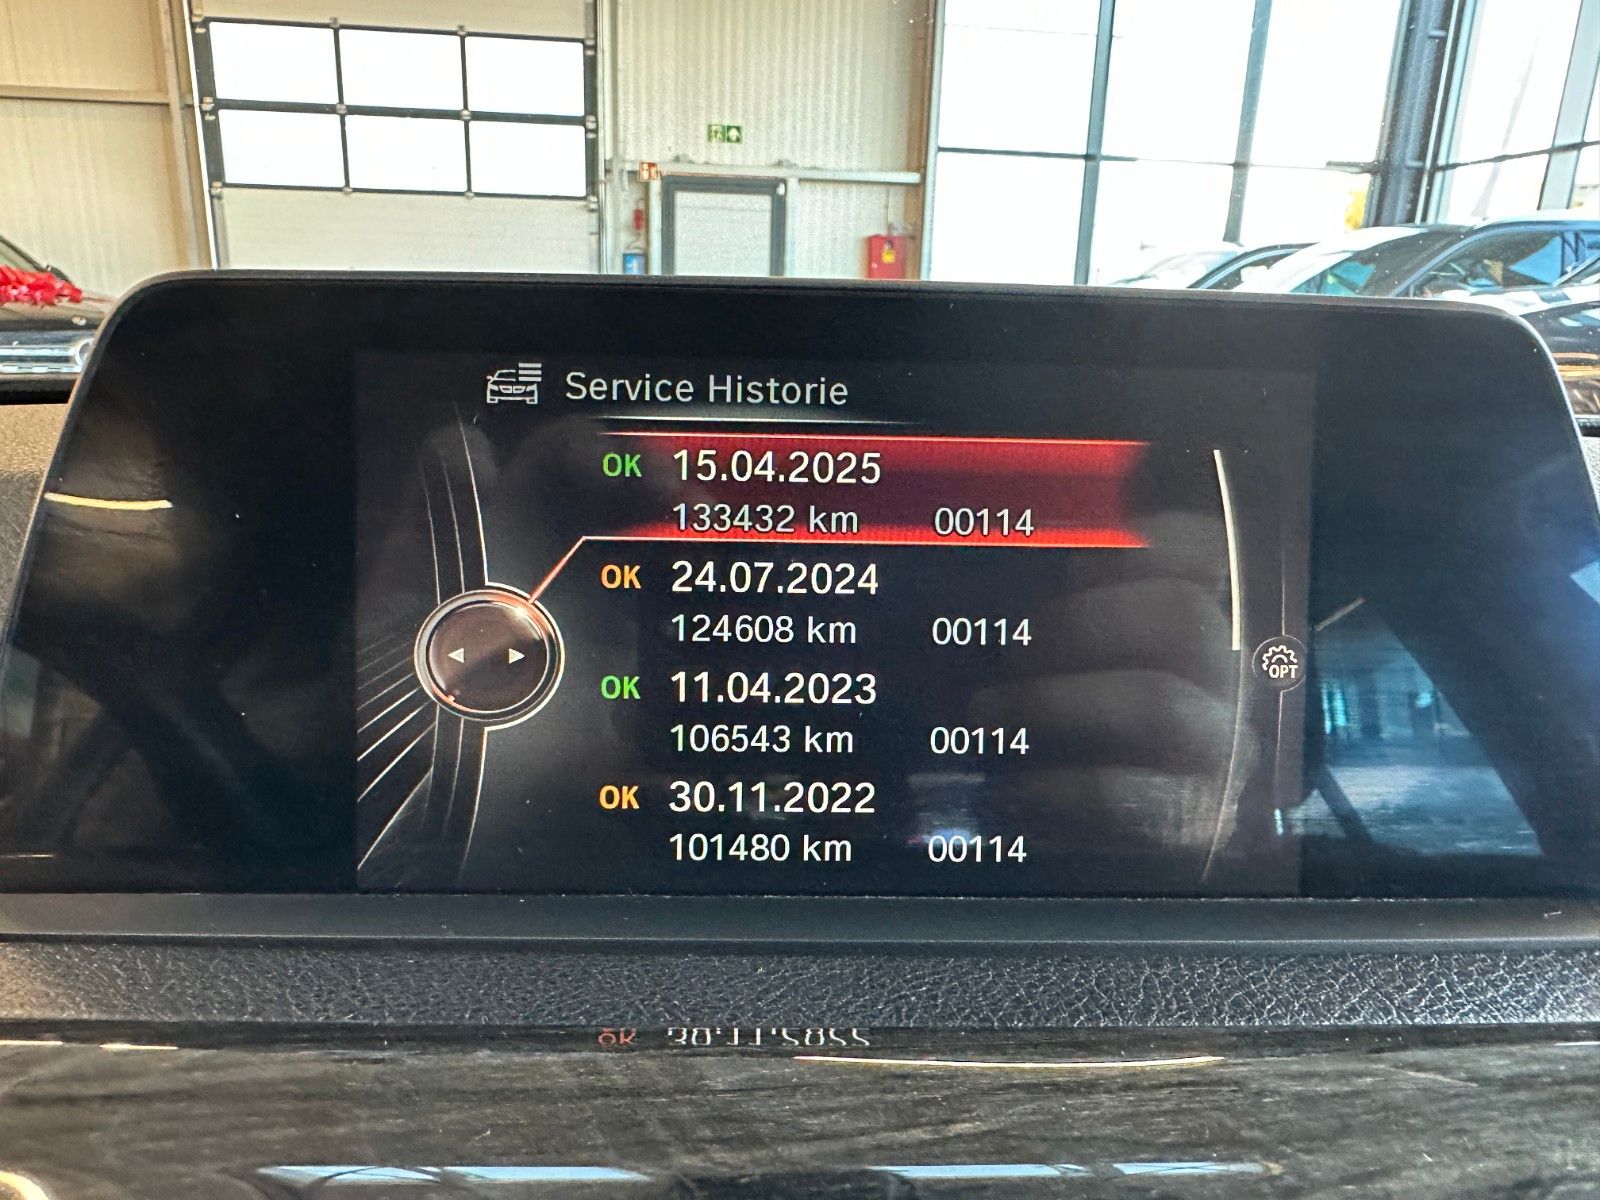 Service Historie
OK 15.04.2025
133432 km 00114
OK 24.07.2024
124608 km 00114
OK 11.04.2023
106543 km 00114
OK 30.11.2022
101480 km 00114
OPT